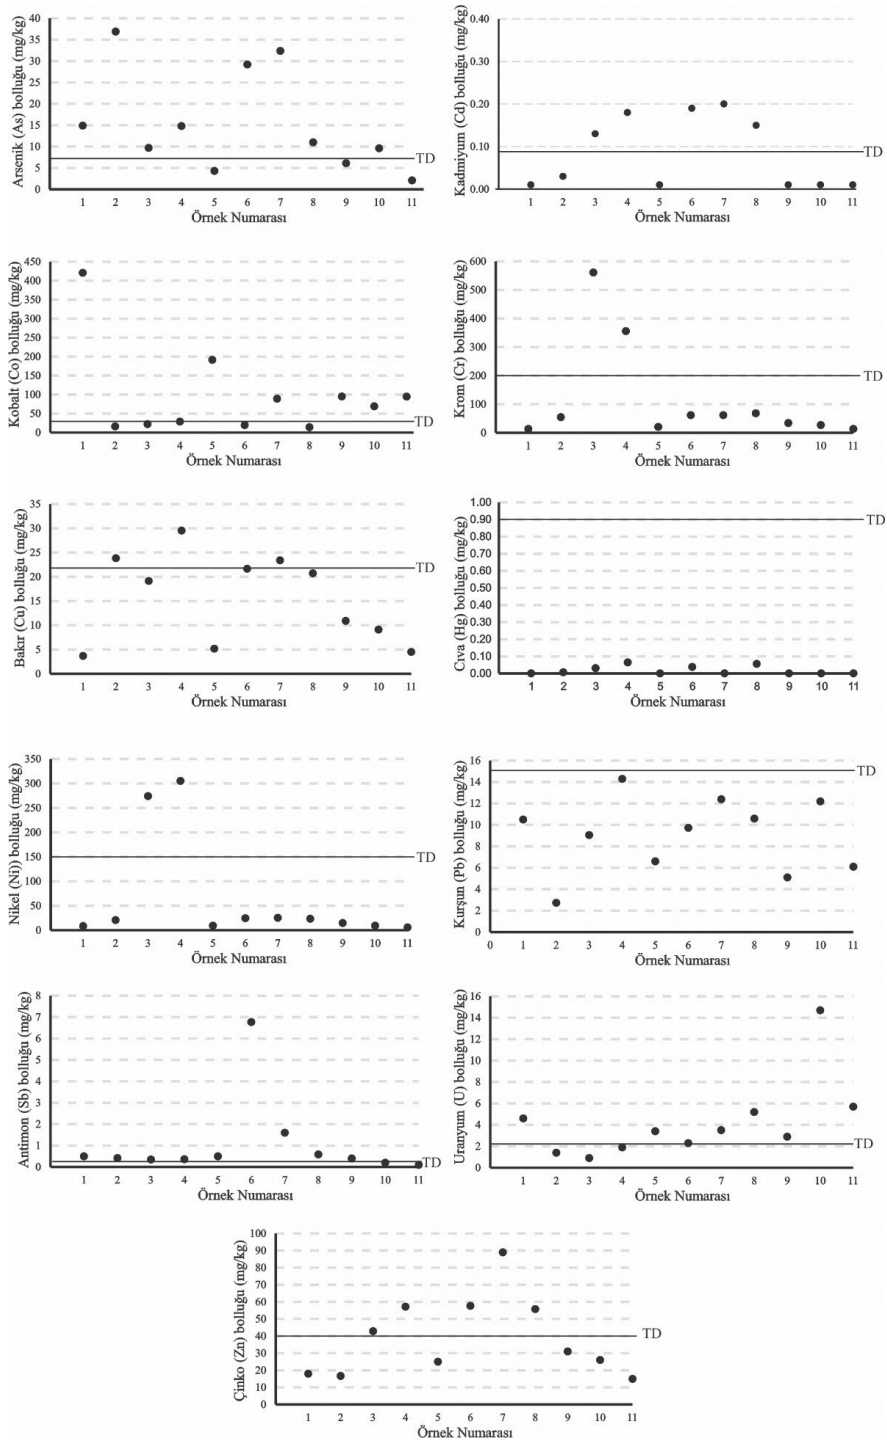 Arsenik (As) bolluğu (mg/kg)
40
35
30
25
20
15
10
5
0
TD
1 2 3 4 5 6 7 8 9 10 11
Örnek Numarası
Kadmiyum (Cd) bolluğu (mg/kg)
0.40
0.30
0.20
0.10
0.00
TD
1 2 3 4 5 6 7 8 9 10 11
Örnek Numarası
Kobalt (Co) bolluğu (mg/kg)
450
400
350
300
250
200
150
100
50
0
TD
1 2 3 4 5 6 7 8 9 10 11
Örnek Numarası
Krom (Cr) bolluğu (mg/kg)
600
500
400
300
200
100
0
TD
1 2 3 4 5 6 7 8 9 10 11
Örnek Numarası
Bakır (Cu) bolluğu (mg/kg)
35
30
25
20
15
10
5
0
TD
1 2 3 4 5 6 7 8 9 10 11
Örnek Numarası
Cıva (Hg) bolluğu (mg/kg)
1.00
0.90
0.80
0.70
0.60
0.50
0.40
0.30
0.20
0.10
0.00
TD
1 2 3 4 5 6 7 8 9 10 11
Örnek Numarası
Nikel (Ni)) bolluğu (mg/kg)
350
300
250
200
150
100
50
0
TD
1 2 3 4 5 6 7 8 9 10 11
Örnek Numarası
Kurşun (Pb) bolluğu (mg/kg)
16
14
12
10
8
6
4
2
0
TD
0 1 2 3 4 5 6 7 8 9 10 11
Örnek Numarası
Antimon (Sb) bolluğu (mg/kg)
8
7
6
5
4
3
2
1
0
TD
1 2 3 4 5 6 7 8 9 10 11
Örnek Numarası
Uranyum (U) bolluğu (mg/kg)
16
14
12
10
8
6
4
2
0
TD
1 2 3 4 5 6 7 8 9 10 11
Örnek Numarası
Çinko (Zn) bolluğu (mg/kg)
100
90
80
70
60
50
40
30
20
10
0
TD
1 2 3 4 5 6 7 8 9 10 11
Örnek Numarası